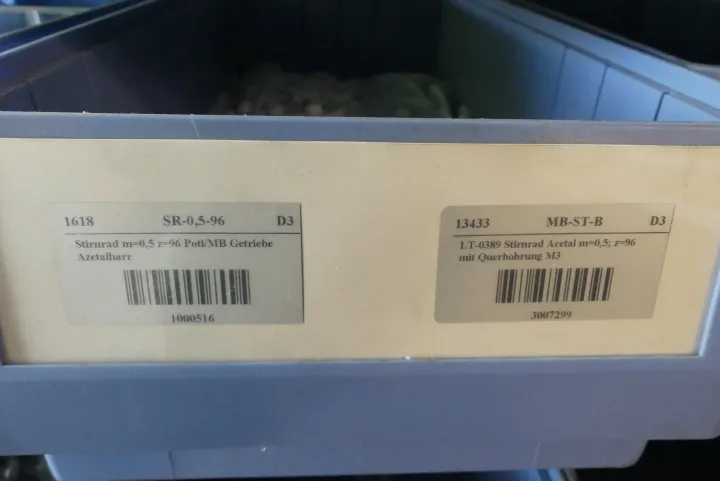 1618 SR-0,5-96 D3
Stirnrad m=0,5 z=96 Poti/MB Getriebe
Azetalharz
1000516
13433 MB-ST-B D3
LT-0389 Stirnrad Acetal m=0,5; z=96
mit Querbohrung M3
3007299